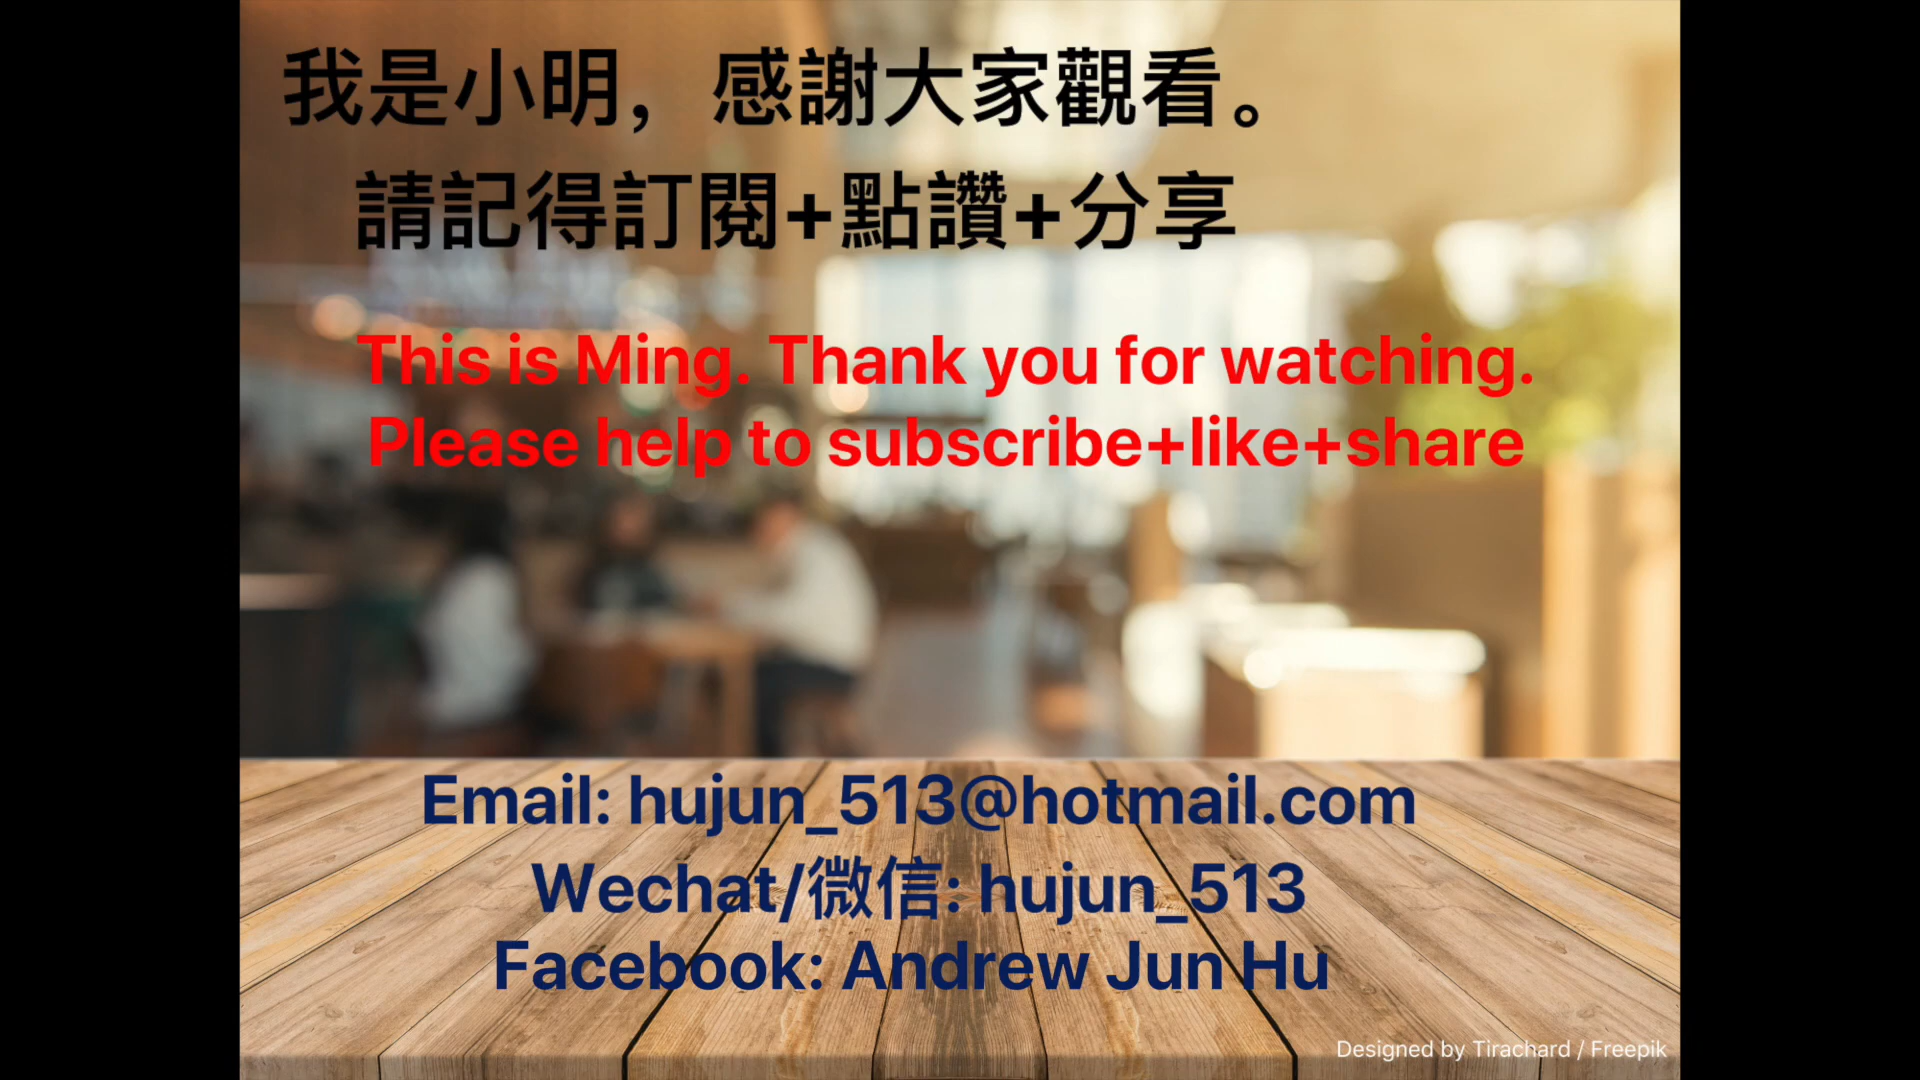 我是小明，感謝大家觀看。
請記得訂閱+點讚+分享
This is Ming. Thank you for watching.
Please help to subscribe+like+share
Email: hujun_513@hotmail.com
Wechat/微信: hujun_513
Facebook: Andrew Jun Hu
Designed by Tirachard / Freepik